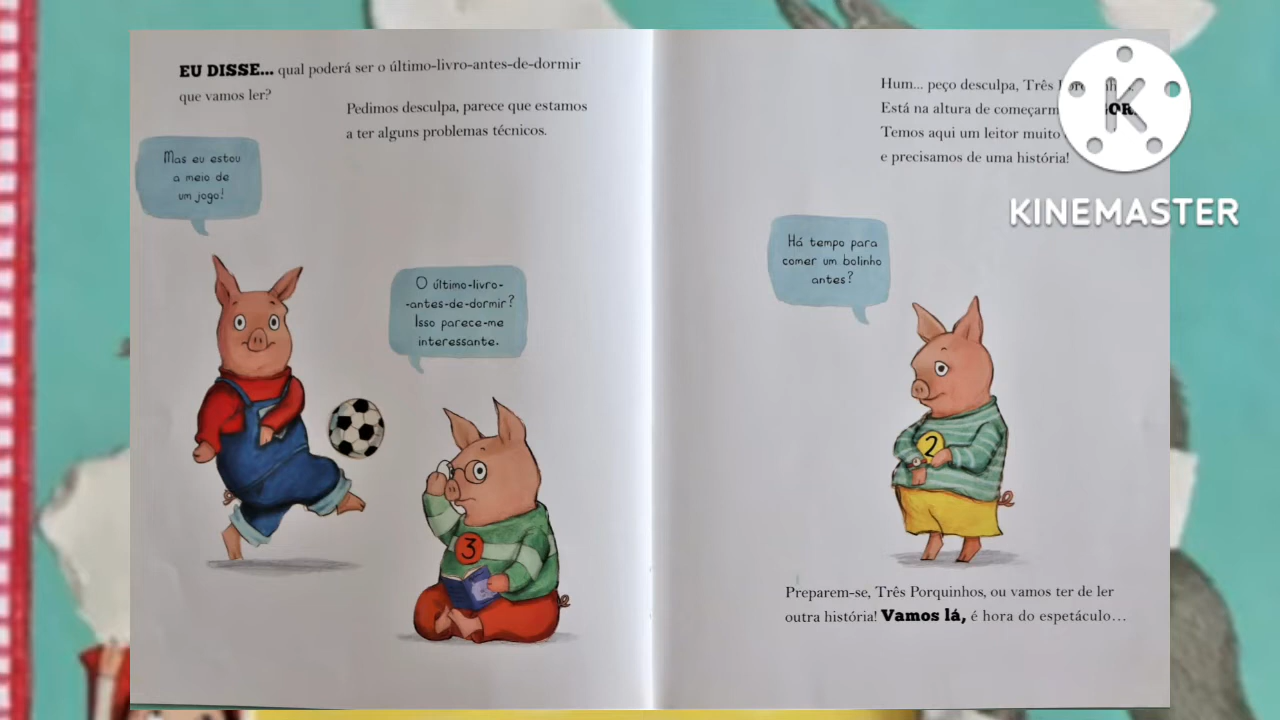 EU DISSE... qual poderá ser o último-livro-antes-de-dormir
que vamos ler?
Pedimos desculpa, parece que estamos
a ter alguns problemas técnicos.
Mas eu estou
a meio de
um jogo!
O último-livro-
-antes-de-dormir?
Isso parece-me
interessante.
3
Hum... peço desculpa, Três
Está na altura de
Temos aqui um leitor muito
e precisamos de uma história!
K
KINEMASTER
Há tempo para
comer um bolinho
antes?
2
Preparem-se, Três Porquinhos, ou vamos ter de ler
outra história! Vamos lá, é hora do espetáculo...